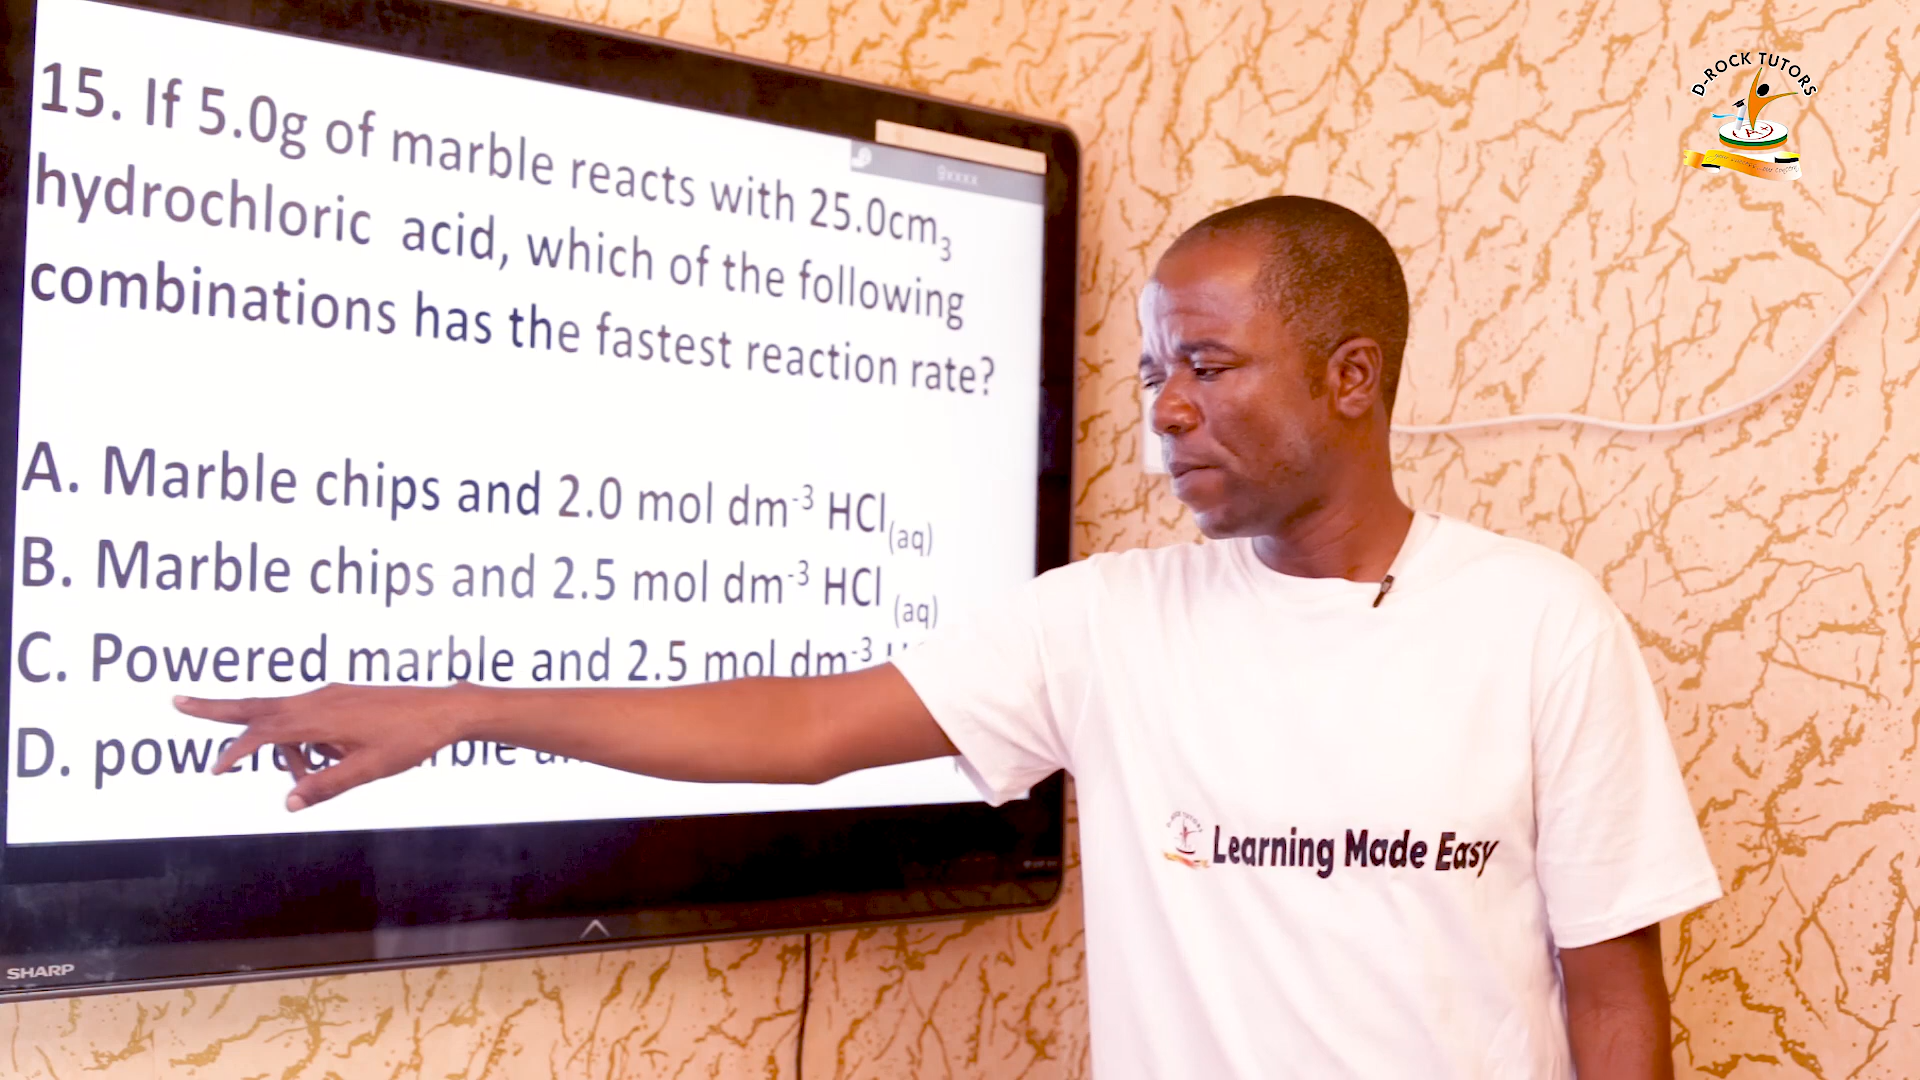 D-ROCK TUTORS
15. If 5.0g of marble reacts with 25.0cm₃
hydrochloric acid, which of the following
combinations has the fastest reaction rate?
A. Marble chips and 2.0 mol dm⁻³ HCl(aq)
B. Marble chips and 2.5 mol dm⁻³ HCl (aq)
C. Powered marble and 2.5 mol dm⁻³
D.
SHARP
Learning Made Easy